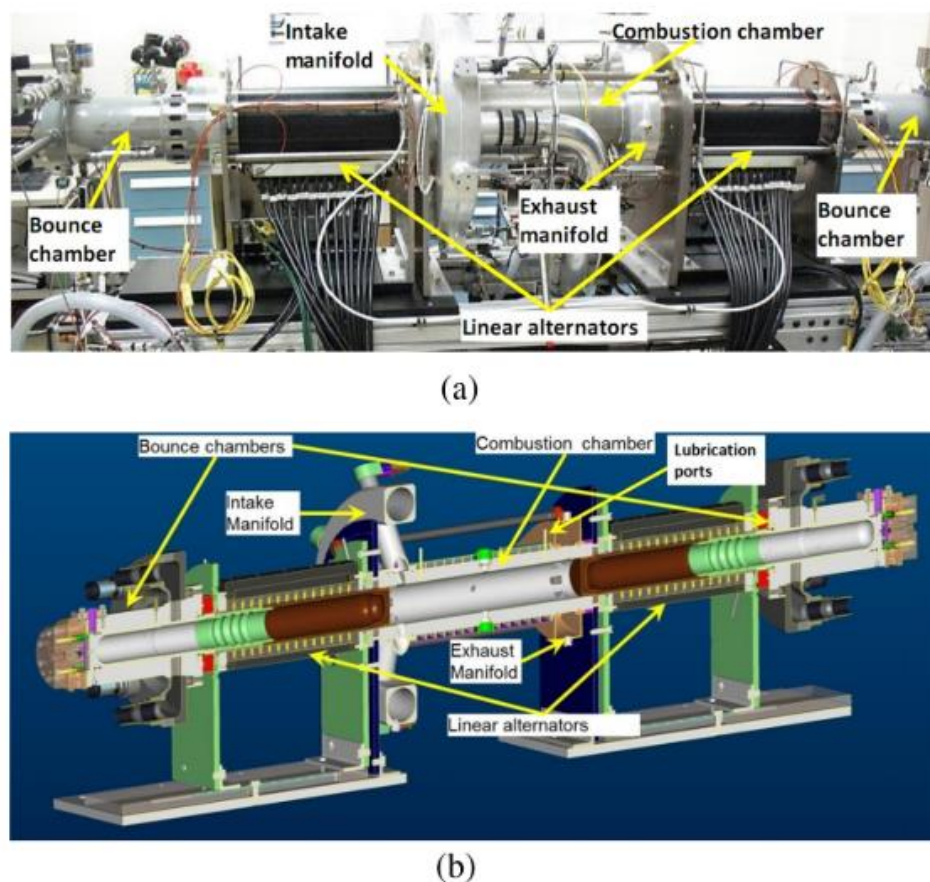 Intake
manifold
Combustion chamber
Bounce
chamber
Exhaust
manifold
Bounce
chamber
Linear alternators
(a)
Bounce chambers
Combustion chamber
Lubrication
ports
Intake
Manifold
Exhaust
Manifold
Linear alternators
(b)